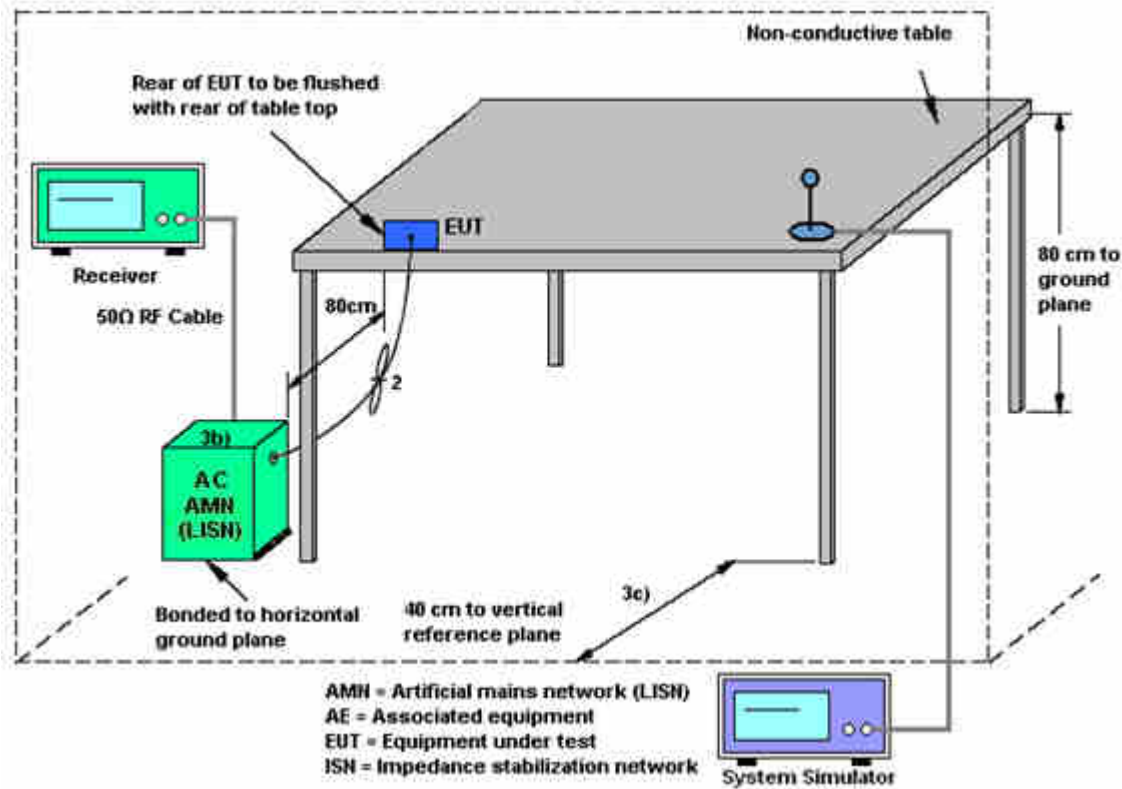 Non-conductive table
Rear of EUT to be flushed
with rear of table top
EUT
Receiver
80cm
80 cm to
ground
plane
50Ω RF Cable
2
3b)
AC
AMN
(LISN)
3c)
Bonded to horizontal
ground plane
40 cm to vertical
reference plane
AMN = Artificial mains network (LISN)
AE = Associated equipment
EUT = Equipment under test
ISN = Impedance stabilization network
System Simulator